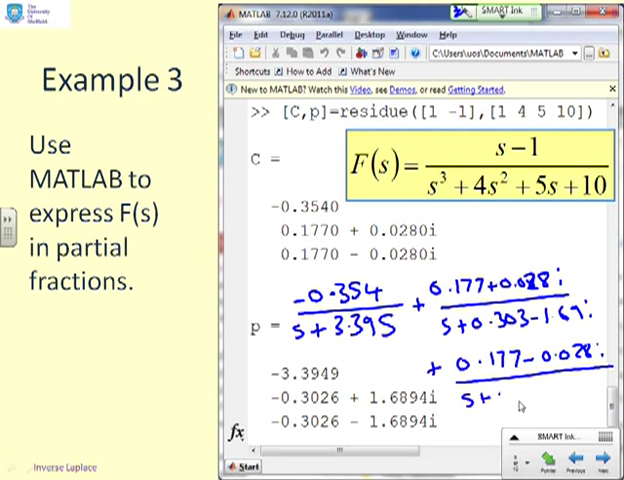 The
University
Of
Sheffield.
Example 3
Use
MATLAB to
express F(s)
in partial
fractions.
Inverse Laplace
MATLAB 7.12.0 (R2011a)
SMART Ink
File Edit Debug Parallel Desktop Window Help
C:\Users\uos\Documents\MATLAB
Shortcuts How to Add What's New
New to MATLAB? Watch this Video, see Demos, or read Getting Started.
>> [C,p]=residue([1 -1],[1 4 5 10])
F(s)= s−1 / s³+4s²+5s+10
C =
-0.3540
0.1770 + 0.0280i
0.1770 - 0.0280i
-0.354 / s+3.395 + 0.177+0.028i / s+0.303-1.69i
+ 0.177-0.028i / s+
p =
-3.3949
-0.3026 + 1.6894i
-0.3026 - 1.6894i
fx
Start
SMART Ink...
Pointer Previous Next